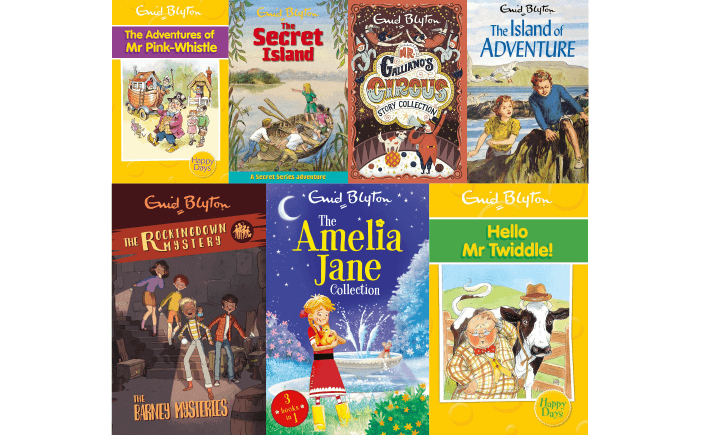 Enid Blyton
The Adventures of
Mr Pink-Whistle
Happy
Days
Enid Blyton
The
Secret
Island
A Secret Series adventure
Enid Blyton
MR.
GALLIANO'S
CIRCUS
STORY COLLECTION
Enid Blyton
The Island of
ADVENTURE
Enid Blyton
THE ROCKINGDOWN
MYSTERY
THE
BARNEY MYSTERIES
Enid Blyton
The
Amelia
Jane
Collection
3
books in
1
Enid Blyton
Hello
Mr Twiddle!
Happy
Days